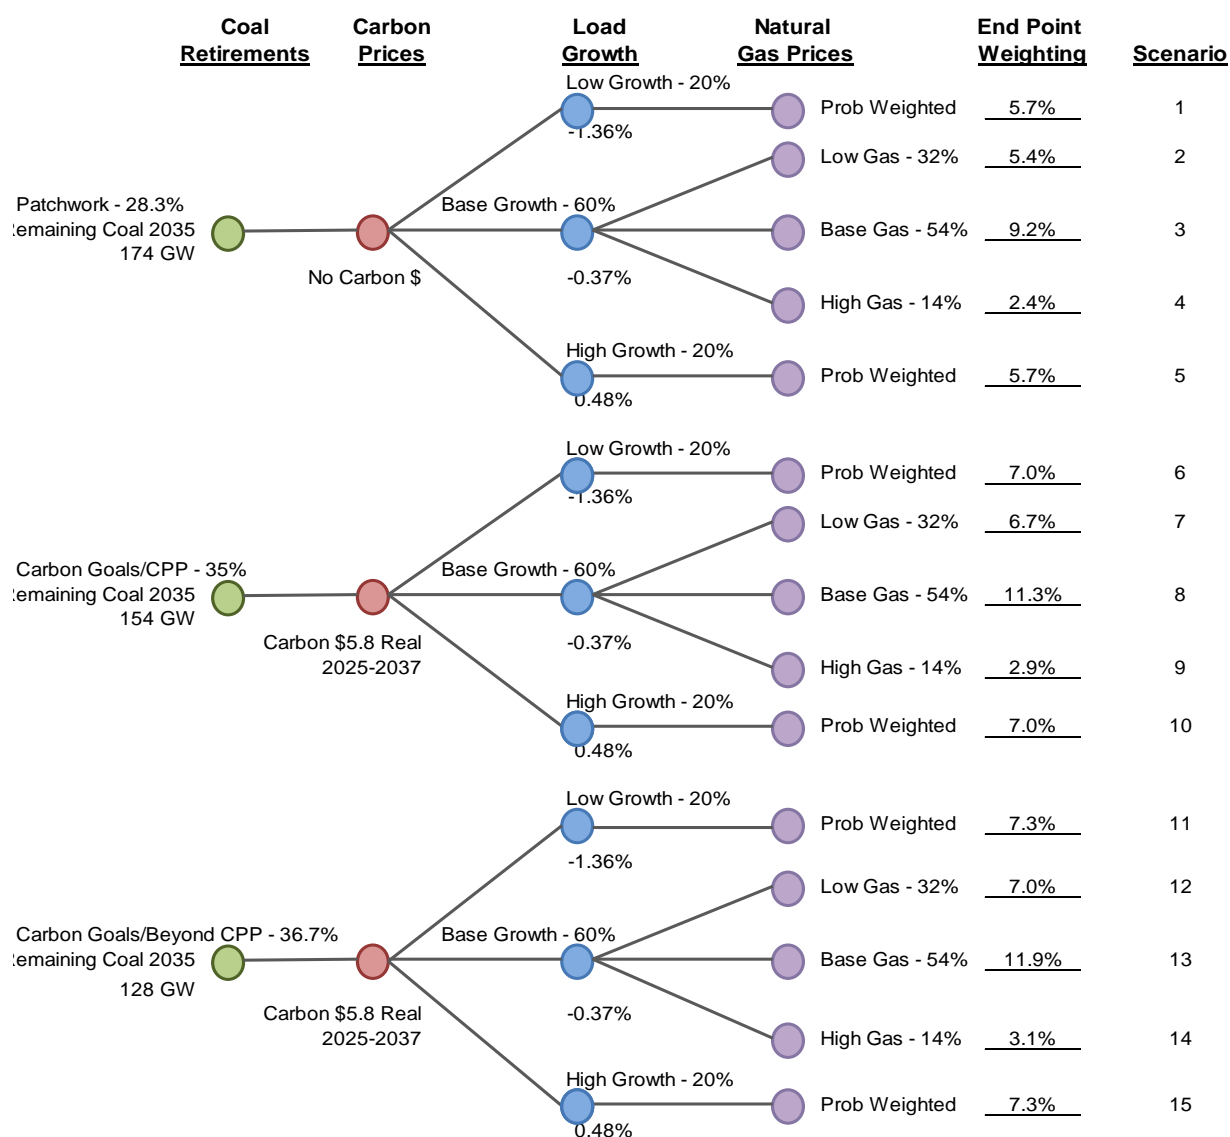 Coal Carbon Load Natural End Point
Retirements Prices Growth Gas Prices Weighting Scenario
Low Growth - 20%
Prob Weighted 5.7% 1
-1.36%
Low Gas - 32% 5.4% 2
Patchwork - 28.3% Base Growth - 60%
Coal 2035 Base Gas - 54% 9.2% 3
174 GW
No Carbon $ -0.37%
High Gas - 14% 2.4% 4
High Growth - 20%
Prob Weighted 5.7% 5
0.48%
Low Growth - 20%
Prob Weighted 7.0% 6
-1.36%
Low Gas - 32% 6.7% 7
Carbon Goals/CPP - 35% Base Growth - 60%
Coal 2035 Base Gas - 54% 11.3% 8
154 GW
Carbon $5.8 Real -0.37%
2025-2037 High Gas - 14% 2.9% 9
High Growth - 20%
Prob Weighted 7.0% 10
0.48%
Low Growth - 20%
Prob Weighted 7.3% 11
-1.36%
Low Gas - 32% 7.0% 12
Carbon Goals/Beyond CPP - 36.7% Base Growth - 60%
Coal 2035 Base Gas - 54% 11.9% 13
128 GW
Carbon $5.8 Real -0.37%
2025-2037 High Gas - 14% 3.1% 14
High Growth - 20%
Prob Weighted 7.3% 15
0.48%